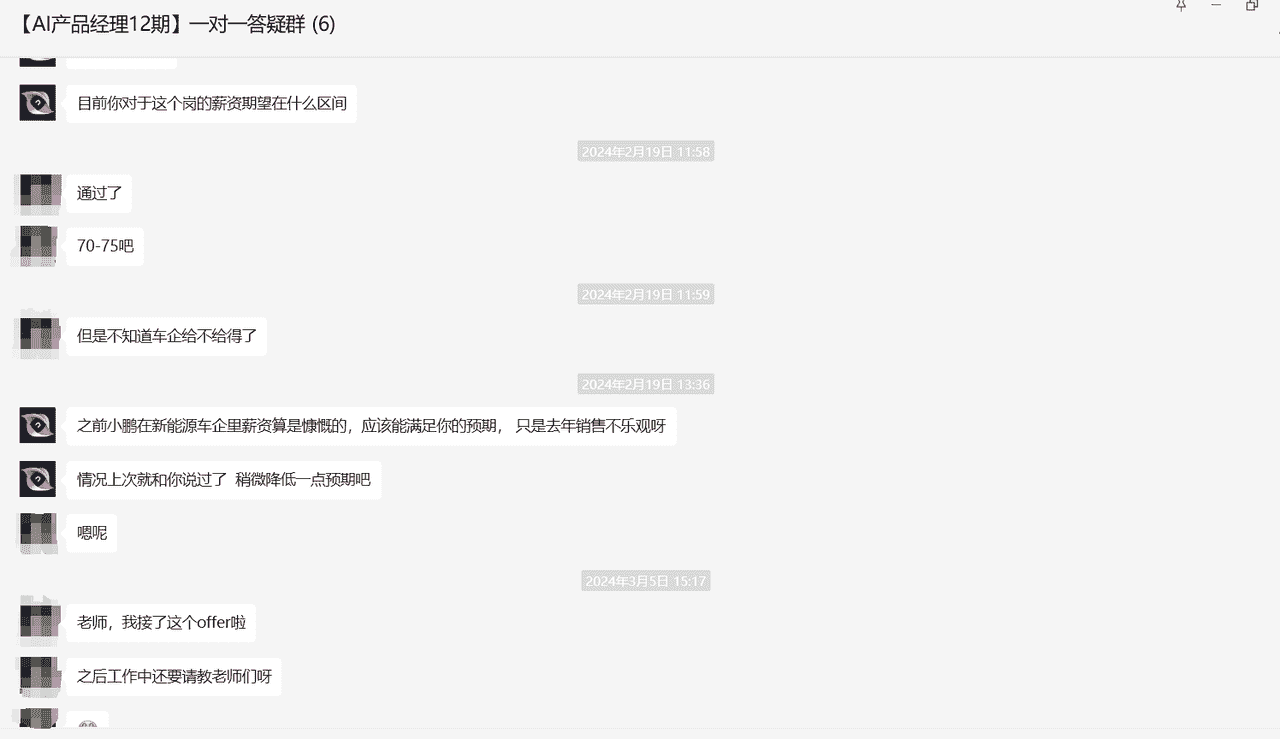 【AI产品经理12期】一对一答疑群 (6)
目前你对于这个岗的薪资期望在什么区间
2024年2月19日 11:58
通过了
70-75吧
2024年2月19日 11:59
但是不知道车企给不给得了
2024年2月19日 13:36
之前小鹏在新能源车企里薪资算是慷慨的，应该能满足你的预期， 只是去年销售不乐观呀
情况上次就和你说过了  稍微降低一点预期吧
嗯呢
2024年3月5日 15:17
老师，我接了这个offer啦
之后工作中还要请教老师们呀